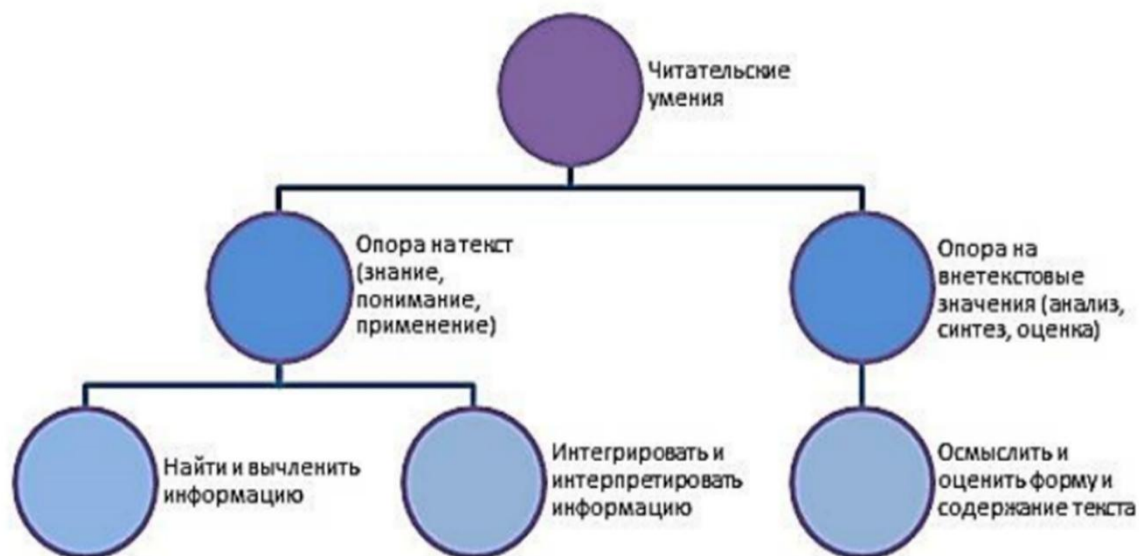 Читательские
умения
Опора на текст
(знание,
понимание,
применение)
Опора на
внетекстовые
значения (анализ,
синтез, оценка)
Найти и вычленить
информацию
Интегрировать и
интерпретировать
информацию
Осмыслить и
оценить форму и
содержание текста